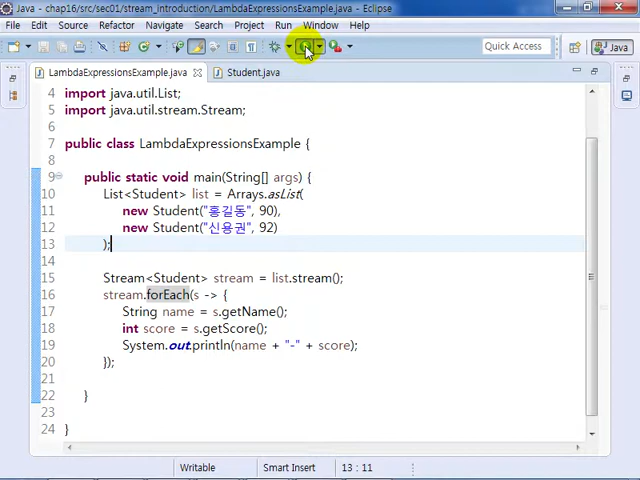 Java - chap16/src/sec01/stream_introduction/LambdaExpressionsExample.java - Eclipse
File Edit Source Refactor Navigate Search Project Run Window Help
Quick Access Java
LambdaExpressionsExample.java Student.java
4 import java.util.List;
5 import java.util.stream.Stream;
6
7 public class LambdaExpressionsExample {
8
9 public static void main(String[] args) {
10 List<Student> list = Arrays.asList(
11 new Student("홍길동", 90),
12 new Student("신용권", 92)
13 );
14
15 Stream<Student> stream = list.stream();
16 stream.forEach(s -> {
17 String name = s.getName();
18 int score = s.getScore();
19 System.out.println(name + "-" + score);
20 });
21
22 }
23
24 }
Writable Smart Insert 13 : 11